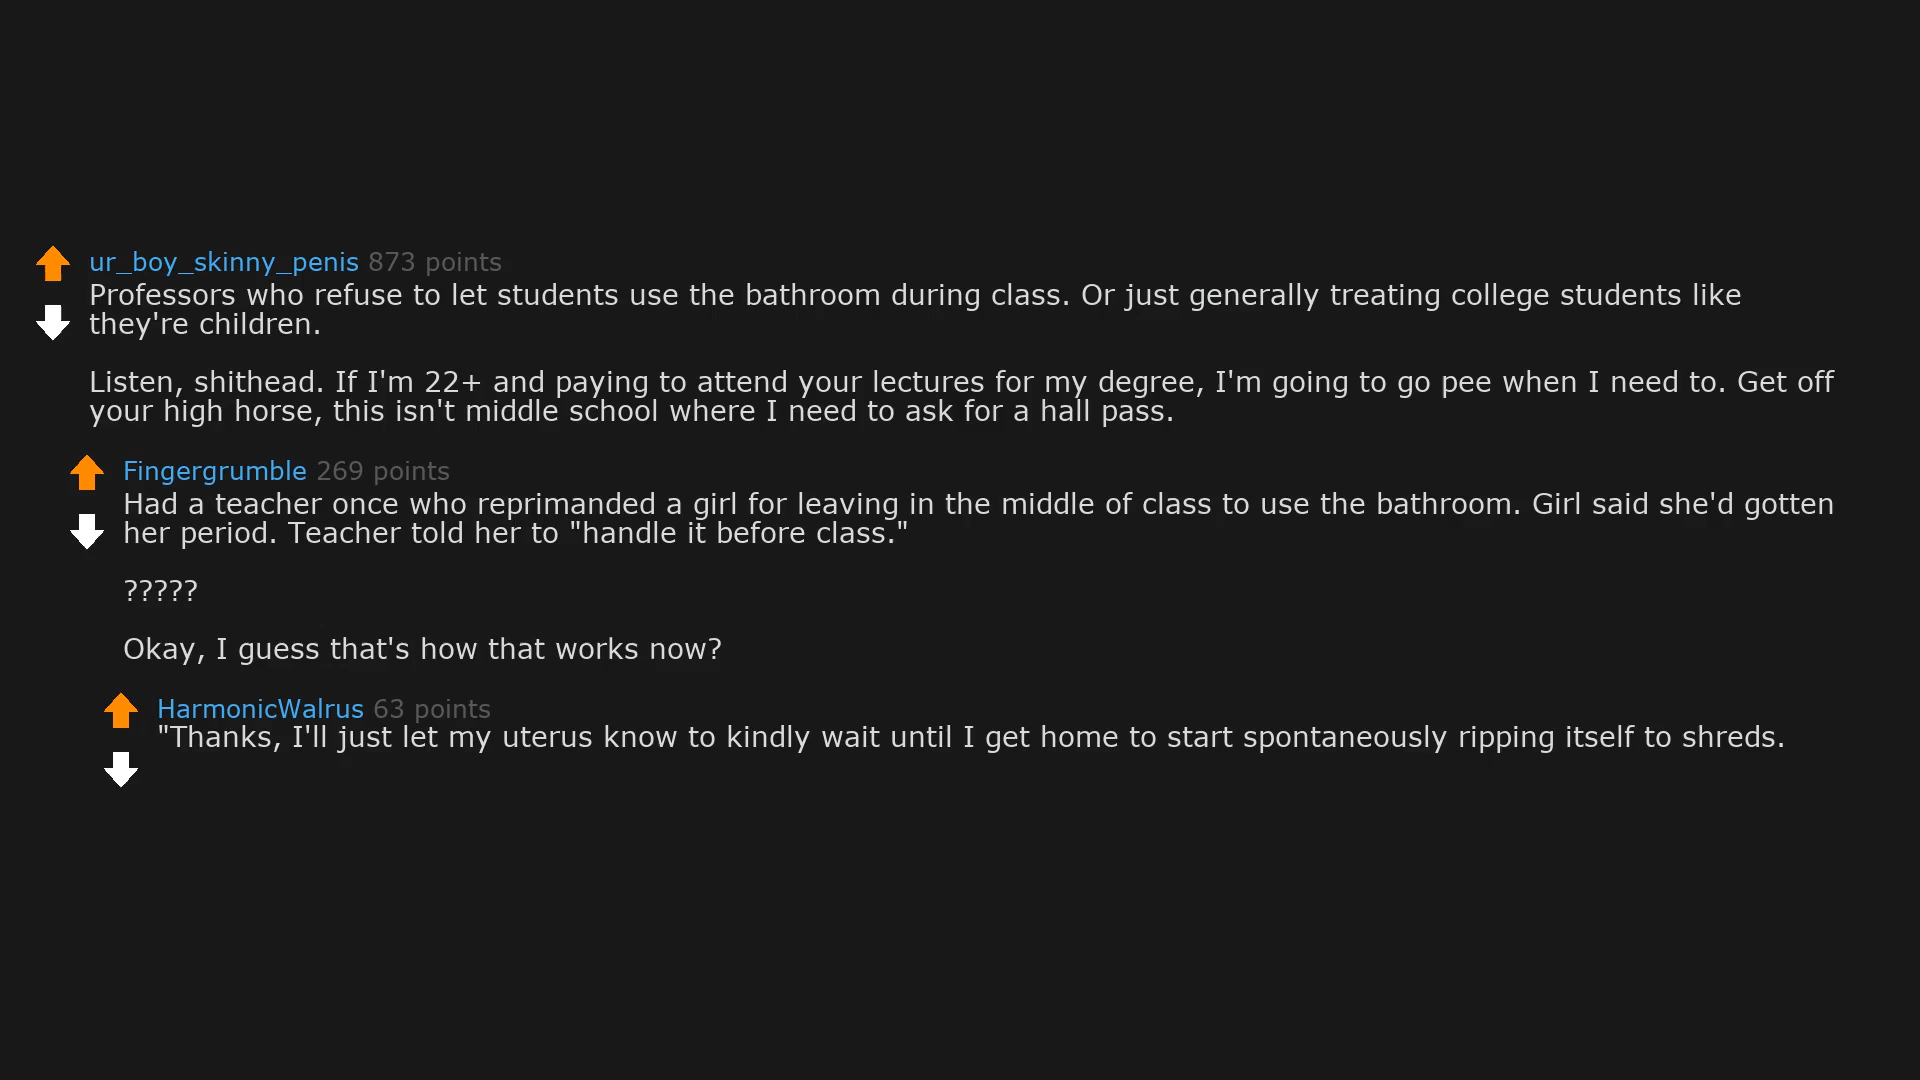 ur_boy_skinny_penis 873 points
Professors who refuse to let students use the bathroom during class. Or just generally treating college students like
they're children.
Listen, shithead. If I'm 22+ and paying to attend your lectures for my degree, I'm going to go pee when I need to. Get off
your high horse, this isn't middle school where I need to ask for a hall pass.
Fingergrumble 269 points
Had a teacher once who reprimanded a girl for leaving in the middle of class to use the bathroom. Girl said she'd gotten
her period. Teacher told her to "handle it before class."
?????
Okay, I guess that's how that works now?
HarmonicWalrus 63 points
"Thanks, I'll just let my uterus know to kindly wait until I get home to start spontaneously ripping itself to shreds.